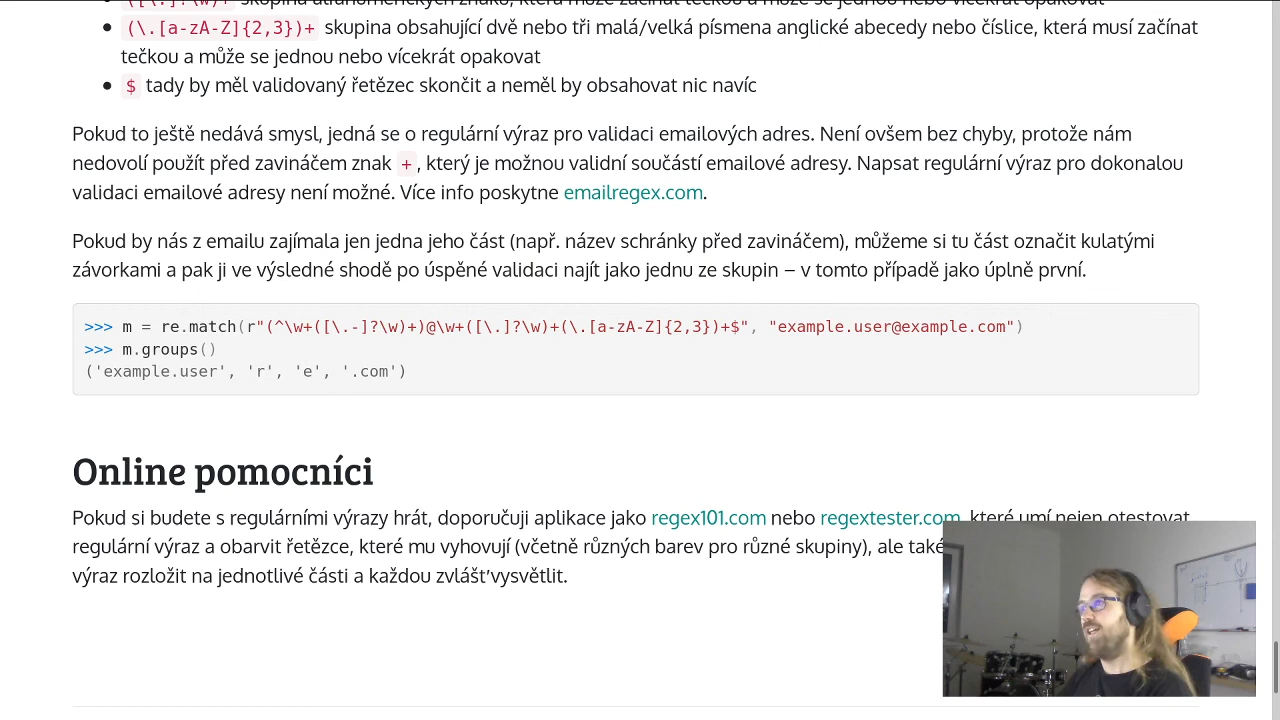 ([\.]?\w)+ skupina alfanumerických znaků, která může začínat tečkou a může se jednou nebo vícekrát opakovat
(\.[a-zA-Z]{2,3})+ skupina obsahující dvě nebo tři malá/velká písmena anglické abecedy nebo číslice, která musí začínat
tečkou a může se jednou nebo vícekrát opakovat
$ tady by měl validovaný řetězec skončit a neměl by obsahovat nic navíc
Pokud to ještě nedává smysl, jedná se o regulární výraz pro validaci emailových adres. Není ovšem bez chyby, protože nám
nedovolí použít před zavináčem znak +, který je možnou validní součástí emailové adresy. Napsat regulární výraz pro dokonalou
validaci emailové adresy není možné. Více info poskytne emailregex.com.
Pokud by nás z emailu zajímala jen jedna jeho část (např. název schránky před zavináčem), můžeme si tu část označit kulatými
závorkami a pak ji ve výsledné shodě po úspěné validaci najít jako jednu ze skupin – v tomto případě jako úplně první.
>>> m = re.match(r"(^\w+([\.-]?\w)+)@\w+([\.]?\w)+(\.[a-zA-Z]{2,3})+$", "example.user@example.com")
>>> m.groups()
('example.user', 'r', 'e', '.com')
Online pomocníci
Pokud si budete s regulárními výrazy hrát, doporučuji aplikace jako regex101.com nebo regextester.com, které umí nejen otestovat
regulární výraz a obarvit řetězce, které mu vyhovují (včetně různých barev pro různé skupiny), ale také
výraz rozložit na jednotlivé části a každou zvlášť vysvětlit.